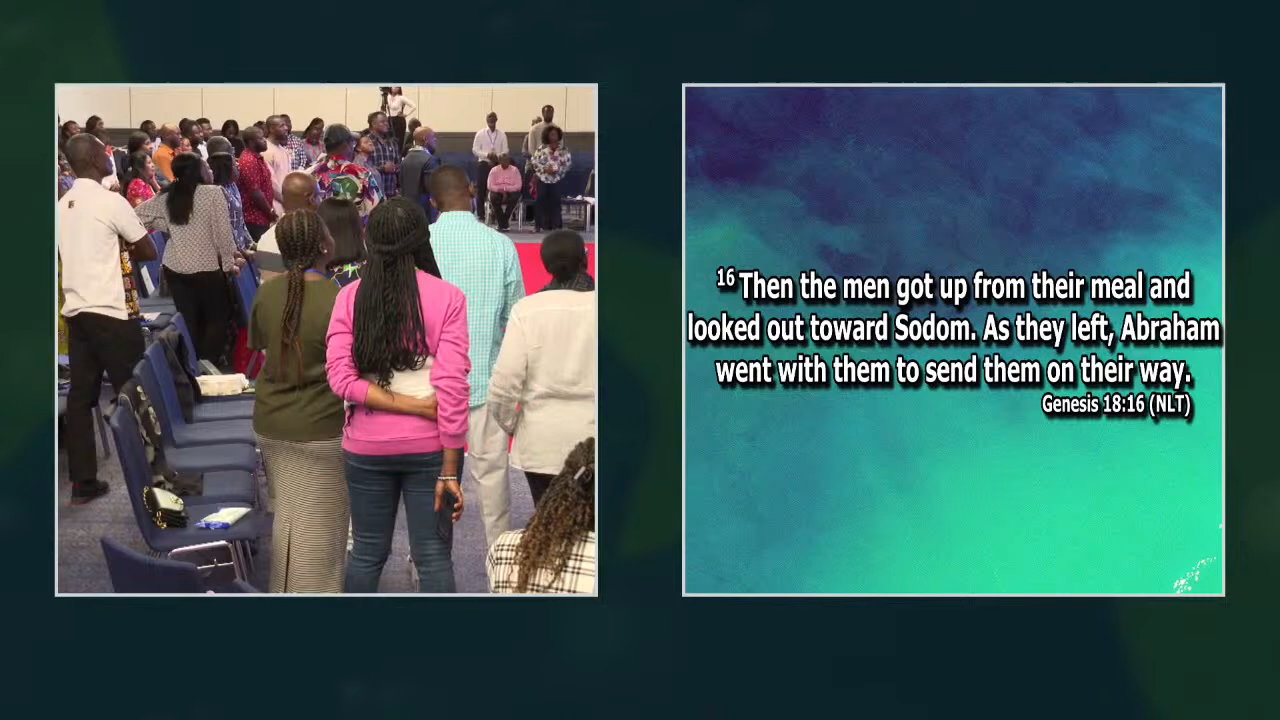 16 Then the men got up from their meal and
looked out toward Sodom. As they left, Abraham
went with them to send them on their way.
Genesis 18:16 (NLT)